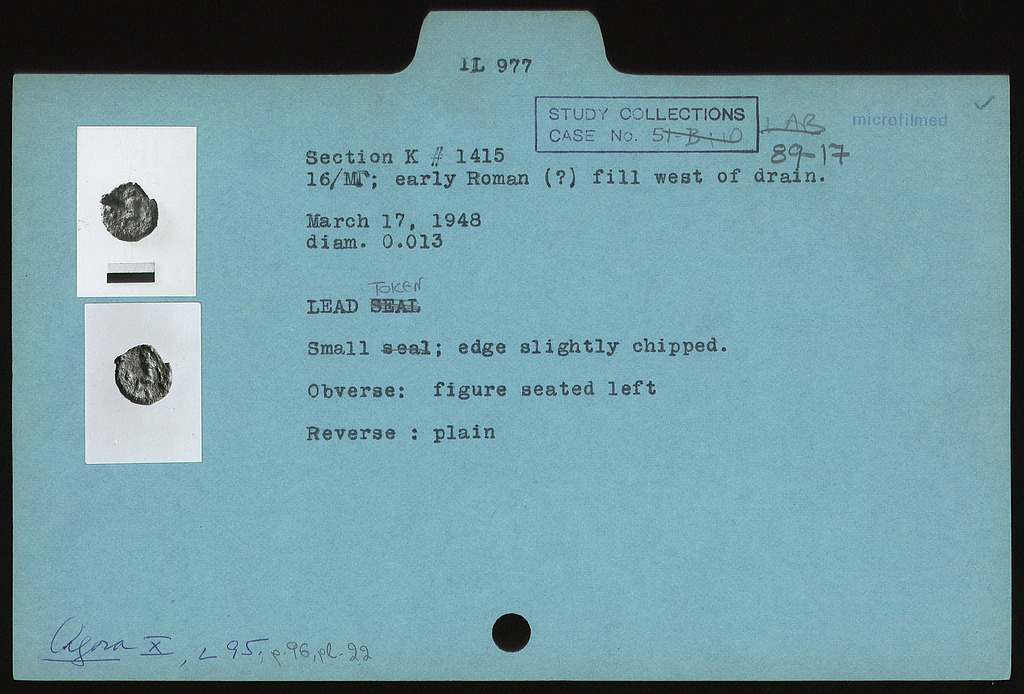 IL 977
STUDY COLLECTIONS
CASE No. 51-B:10
LAB
89-17
microfilmed
Section K # 1415
16/ΜΓ; early Roman (?) fill west of drain.
March 17, 1948
diam. 0.013
TOKEN
LEAD SEAL
Small seal; edge slightly chipped.
Obverse: figure seated left
Reverse : plain
Agora X, L 95; p.96, pl. 22